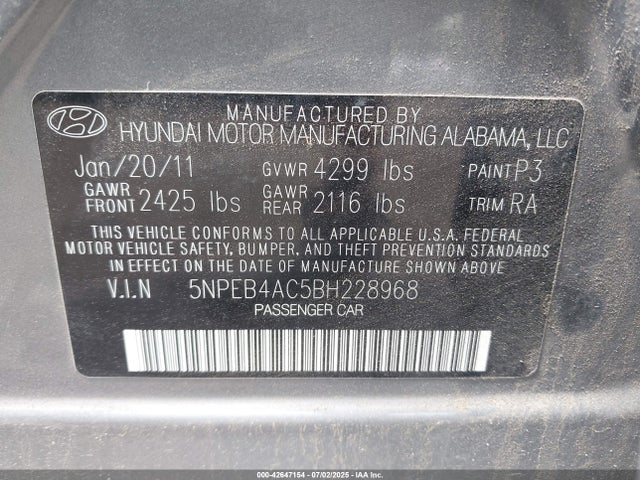 MANUFACTURED BY
HYUNDAI MOTOR MANUFACTURING ALABAMA, LLC
Jan/20/11 GVWR 4299 lbs PAINT P3
GAWR FRONT 2425 lbs GAWR REAR 2116 lbs TRIM RA
THIS VEHICLE CONFORMS TO ALL APPLICABLE U.S.A. FEDERAL
MOTOR VEHICLE SAFETY, BUMPER, AND THEFT PREVENTION STANDARDS
IN EFFECT ON THE DATE OF MANUFACTURE SHOWN ABOVE
V.I.N 5NPEB4AC5BH228968
PASSENGER CAR
000-42647154 | 07/02/2025 | IAA Inc.